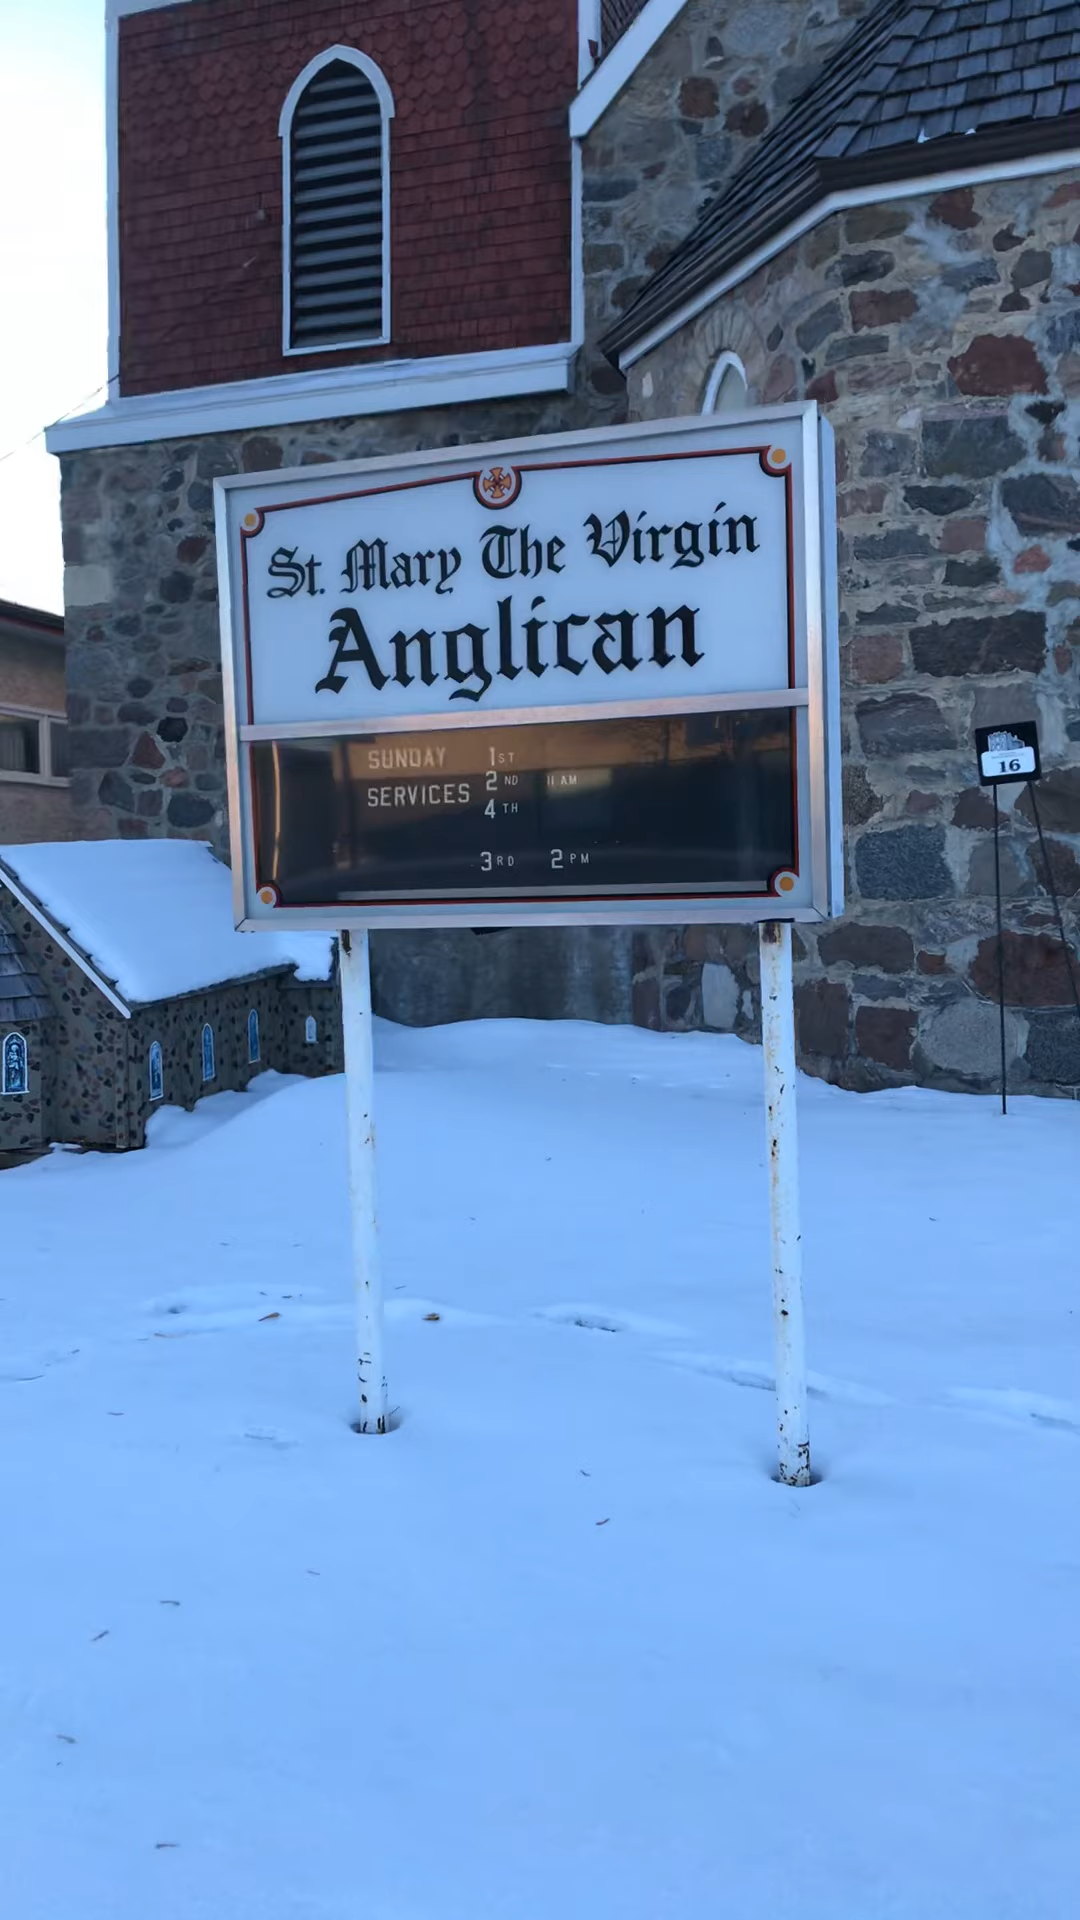 St. Mary The Virgin
Anglican
SUNDAY 1ST
2ND 11 AM
SERVICES
4TH
3RD 2 PM
16